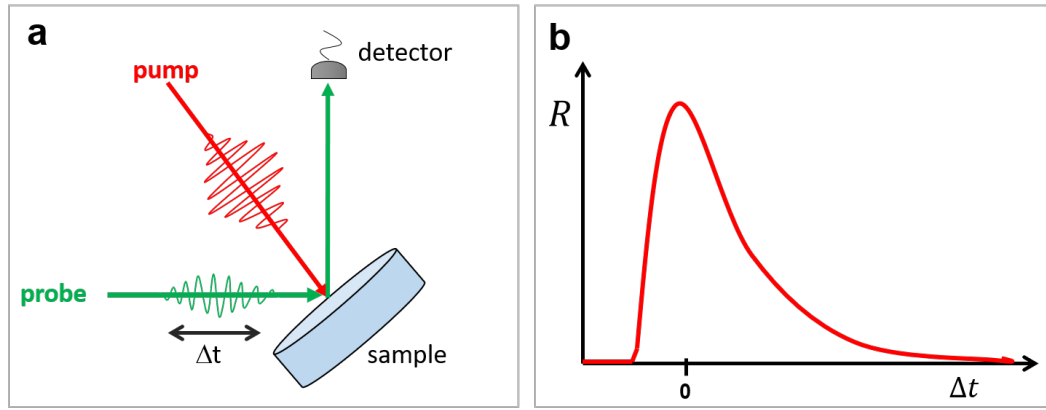 a
detector
pump
probe
Δt
sample
b
R
0
Δt